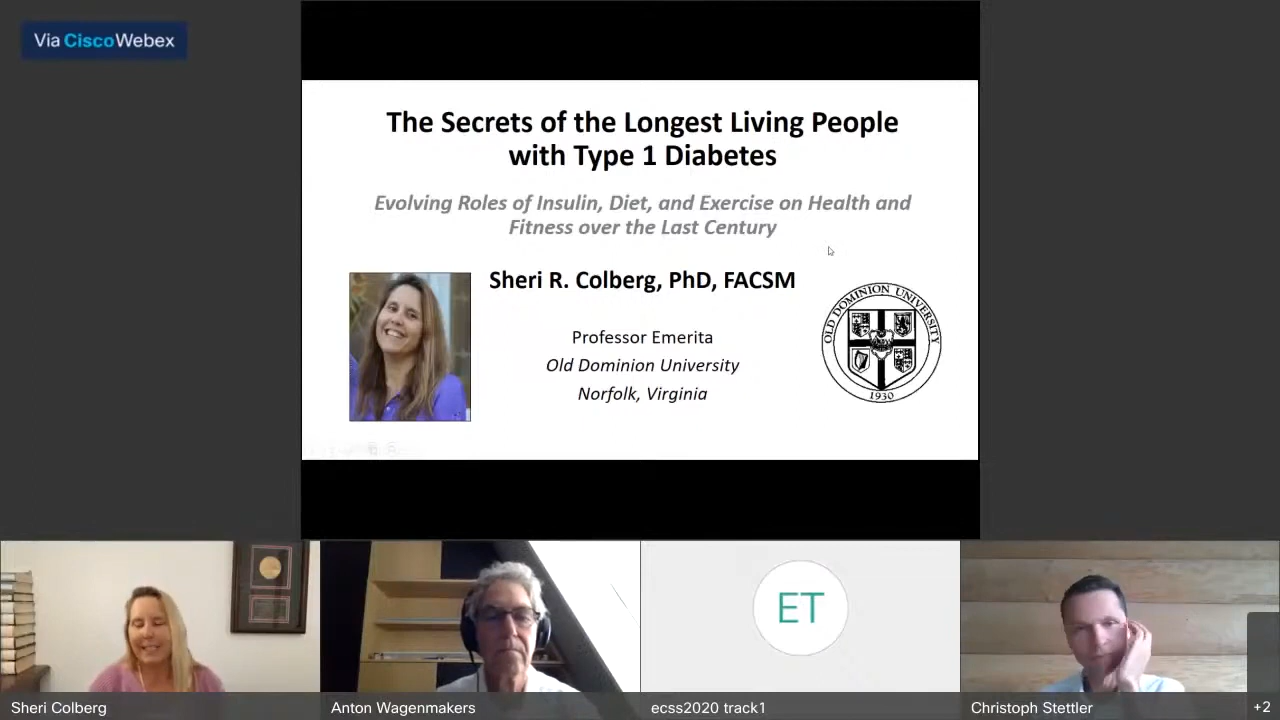 Via Cisco Webex
The Secrets of the Longest Living People
with Type 1 Diabetes
Evolving Roles of Insulin, Diet, and Exercise on Health and
Fitness over the Last Century
Sheri R. Colberg, PhD, FACSM
Professor Emerita
Old Dominion University
Norfolk, Virginia
OLD DOMINION UNIVERSITY
1930
ET
Sheri Colberg
Anton Wagenmakers
ecss2020 track1
Christoph Stettler
+2